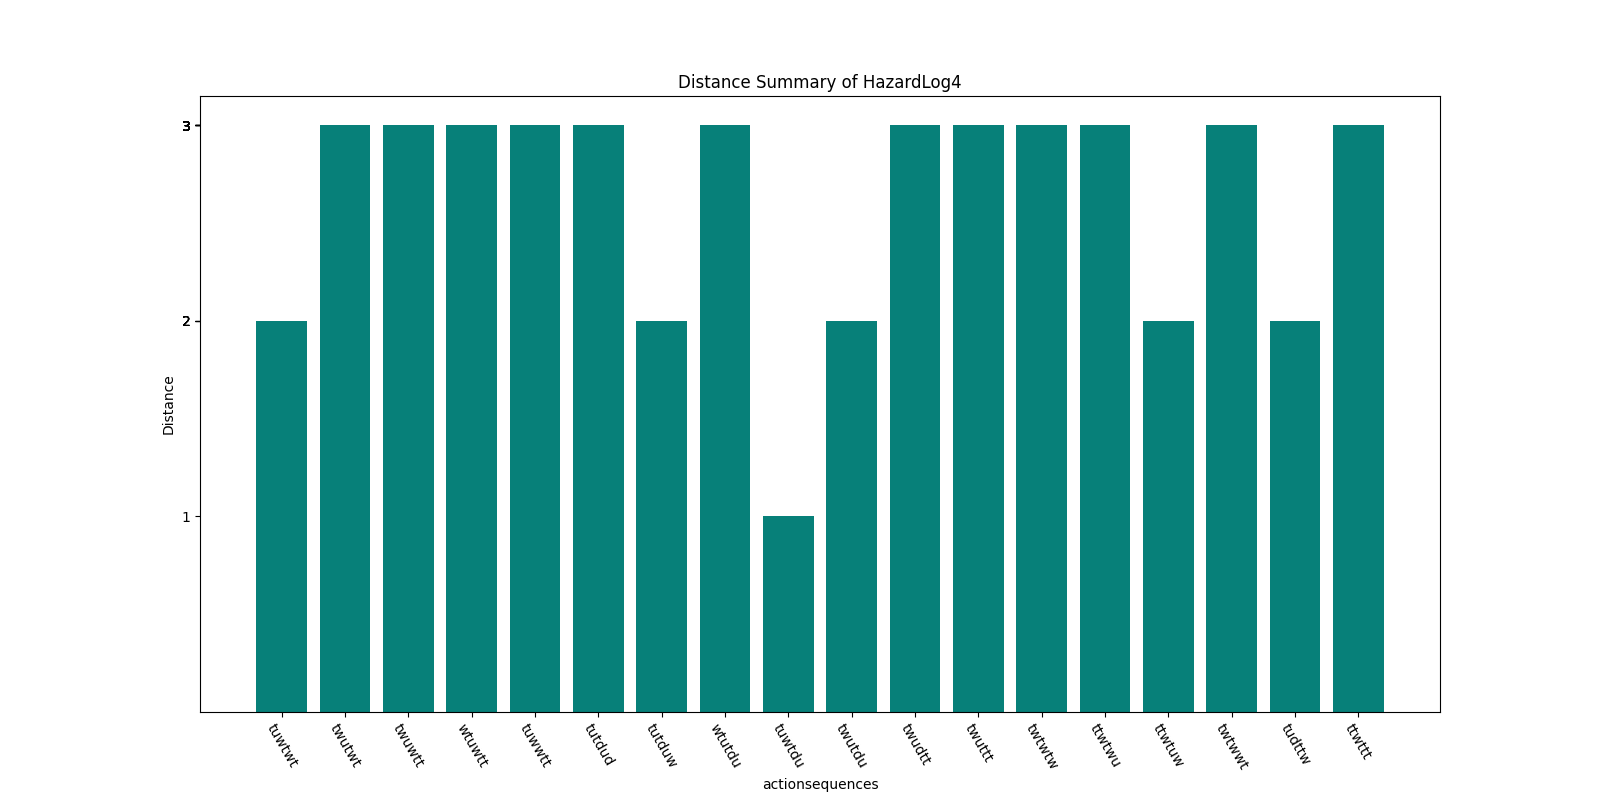 Distance Summary of HazardLog4
3
2
1
Distance
tuwtwt
twutwt
twuwtt
wtuwtt
tuwwtt
tutdud
tutduw
wtutdu
tuwtdu
twutdu
twudtt
twuttt
twtwtw
ttwtwu
ttwtuw
twtwwt
tudttw
ttwttt
actionsequences